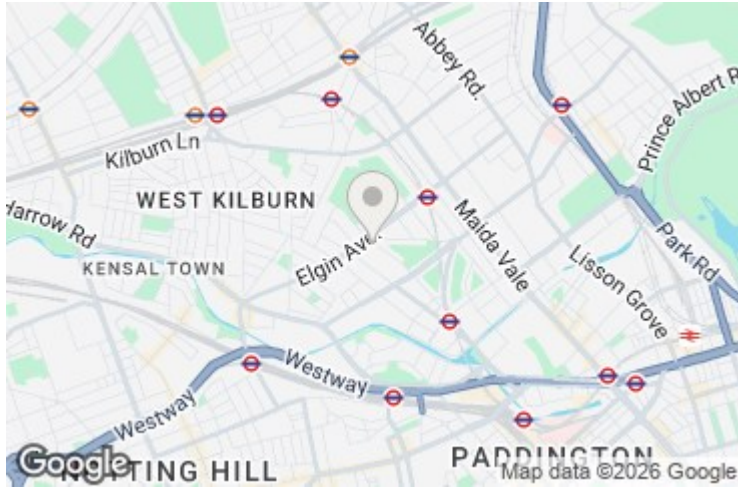 Abbey Rd.
Prince Albert R
Kilburn Ln
WEST KILBURN
Harrow Rd
Maida Vale
Park Rd
KENSAL TOWN
Elgin Ave.
Lisson Grove
Westway
Westway
PADDINGTON
Google
TING HILL
Map data ©2026 Google